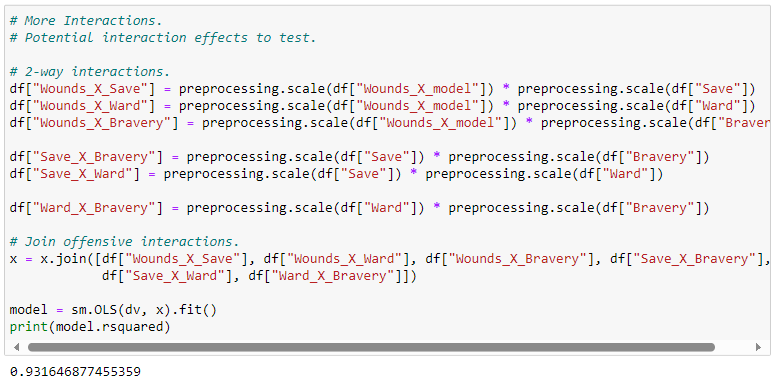 # More Interactions.
# Potential interaction effects to test.
# 2-way interactions.
df["Wounds_X_Save"] = preprocessing.scale(df["Wounds_X_model"]) * preprocessing.scale(df["Save"])
df["Wounds_X_Ward"] = preprocessing.scale(df["Wounds_X_model"]) * preprocessing.scale(df["Ward"])
df["Wounds_X_Bravery"] = preprocessing.scale(df["Wounds_X_model"]) * preprocessing.scale(df["Braver
df["Save_X_Bravery"] = preprocessing.scale(df["Save"]) * preprocessing.scale(df["Bravery"])
df["Save_X_Ward"] = preprocessing.scale(df["Save"]) * preprocessing.scale(df["Ward"])
df["Ward_X_Bravery"] = preprocessing.scale(df["Ward"]) * preprocessing.scale(df["Bravery"])
# Join offensive interactions.
x = x.join([df["Wounds_X_Save"], df["Wounds_X_Ward"], df["Wounds_X_Bravery"], df["Save_X_Bravery"],
df["Save_X_Ward"], df["Ward_X_Bravery"]])
model = sm.OLS(dv, x).fit()
print(model.rsquared)
0.931646877455359